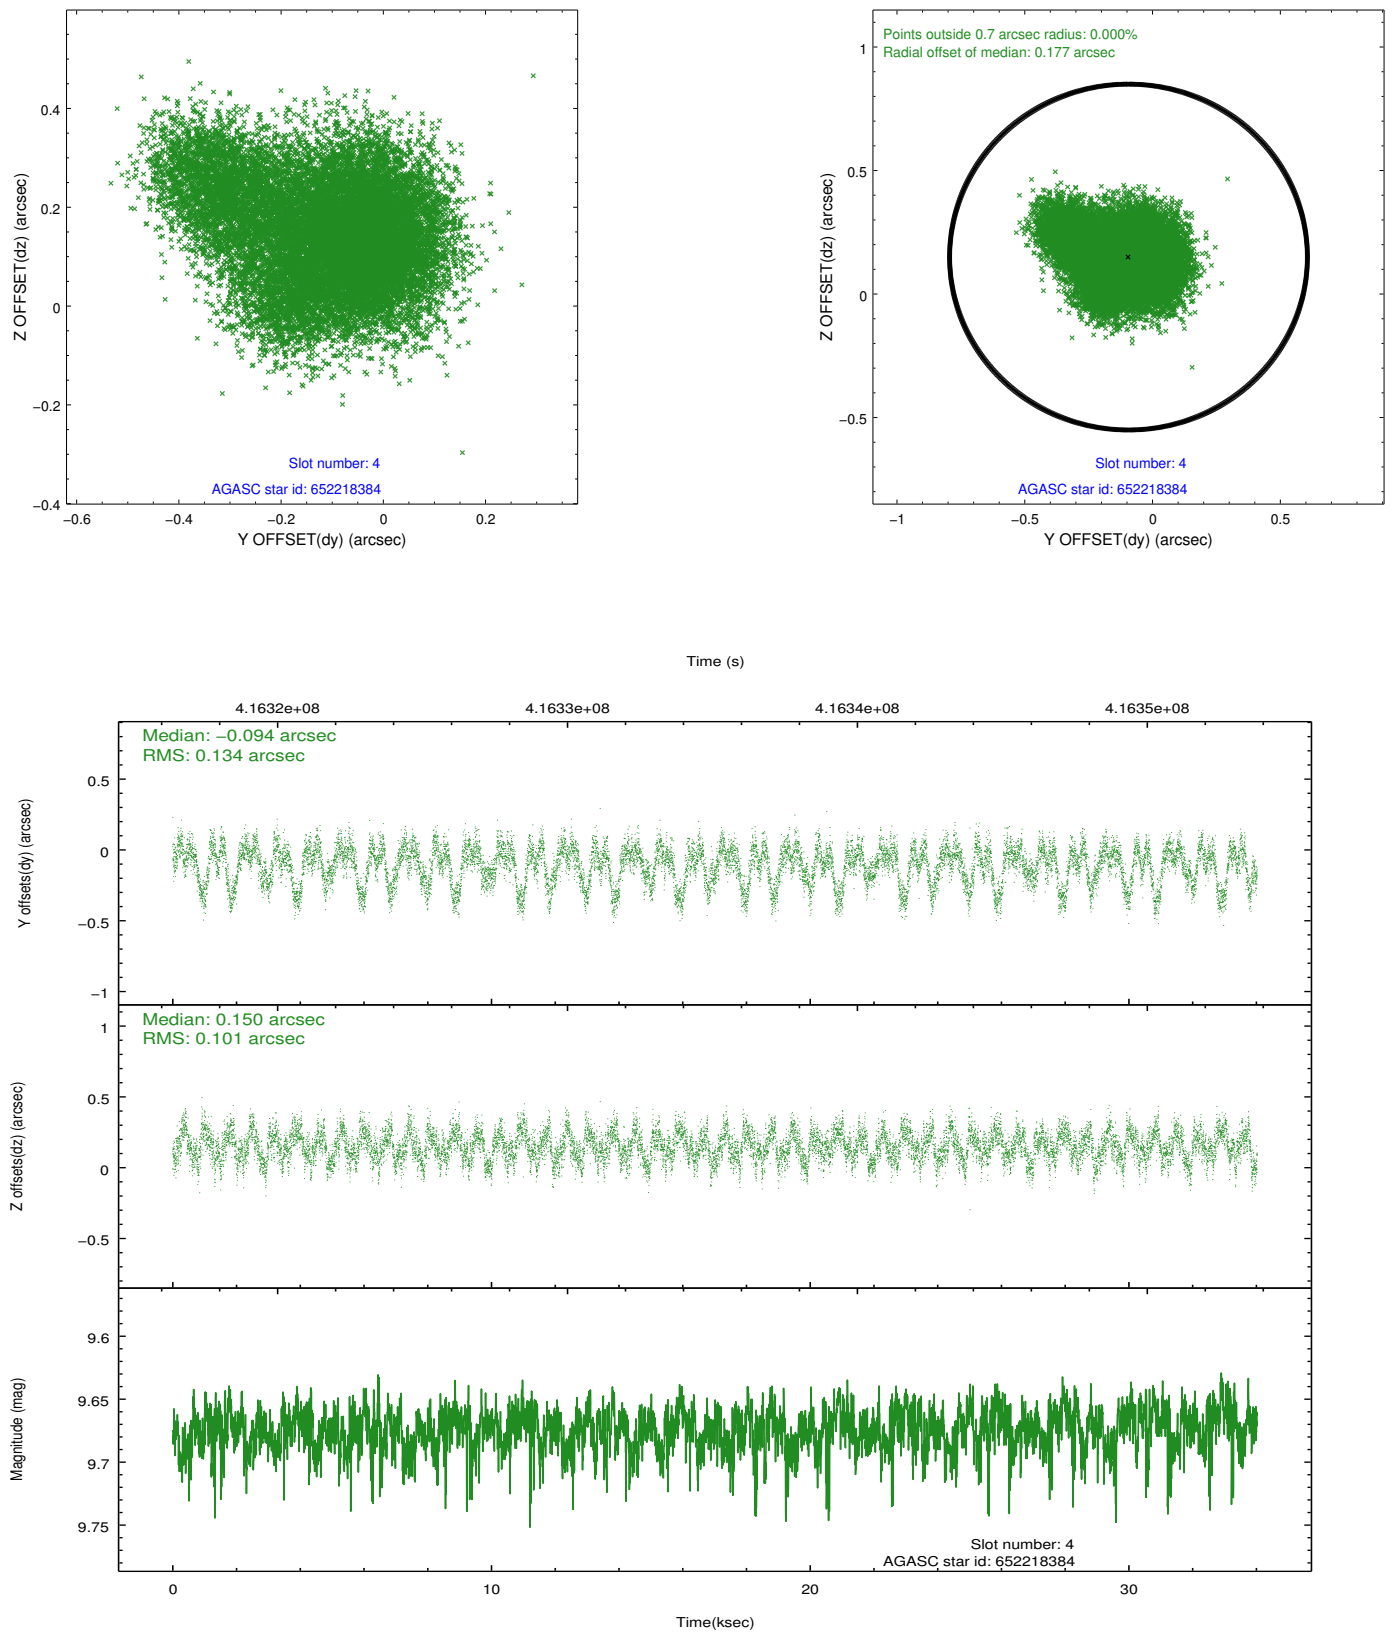 0.4
0.2
0
−0.2
−0.4
−0.6
−0.4
−0.2
0
0.2
Z OFFSET(dz) (arcsec)
Y OFFSET(dy) (arcsec)
Slot number: 4
AGASC star id: 652218384
Points outside 0.7 arcsec radius: 0.000%
Radial offset of median: 0.177 arcsec
1
0.5
0
−0.5
−1
−0.5
0
0.5
Z OFFSET(dz) (arcsec)
Y OFFSET(dy) (arcsec)
Slot number: 4
AGASC star id: 652218384
Time (s)
4.1632e+08
4.1633e+08
4.1634e+08
4.1635e+08
Median: −0.094 arcsec
RMS: 0.134 arcsec
0.5
0
−0.5
−1
Y offsets(dy) (arcsec)
Median: 0.150 arcsec
RMS: 0.101 arcsec
1
0.5
0
−0.5
Z offsets(dz) (arcsec)
9.6
9.65
9.7
9.75
Magnitude (mag)
Slot number: 4
AGASC star id: 652218384
0
10
20
30
Time(ksec)